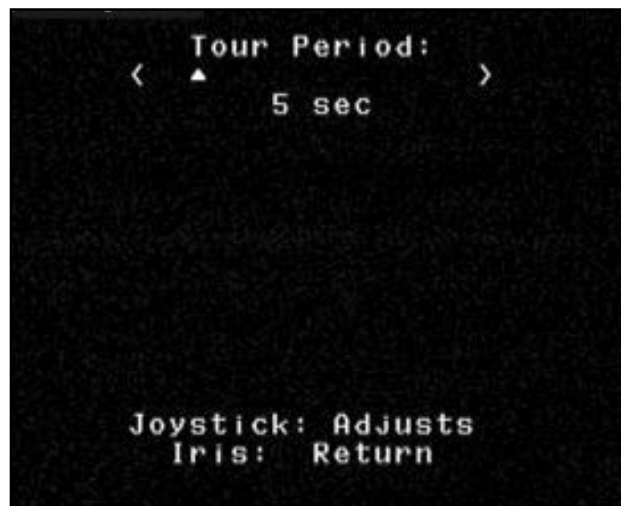 Tour Period:
< ▲ >
5 sec
Joystick: Adjusts
Iris: Return